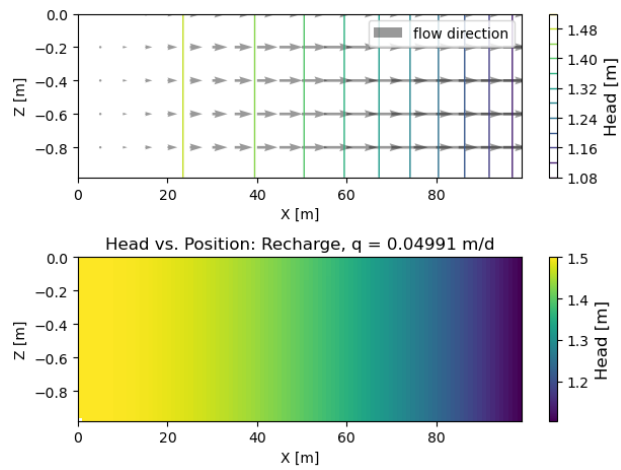 0.0
−0.2
−0.4
−0.6
−0.8
Z [m]
flow direction
0 20 40 60 80
X [m]
1.48
1.40
1.32
1.24
1.16
1.08
Head [m]
Head vs. Position: Recharge, q = 0.04991 m/d
0.0
−0.2
−0.4
−0.6
−0.8
Z [m]
0 20 40 60 80
X [m]
1.5
1.4
1.3
1.2
Head [m]